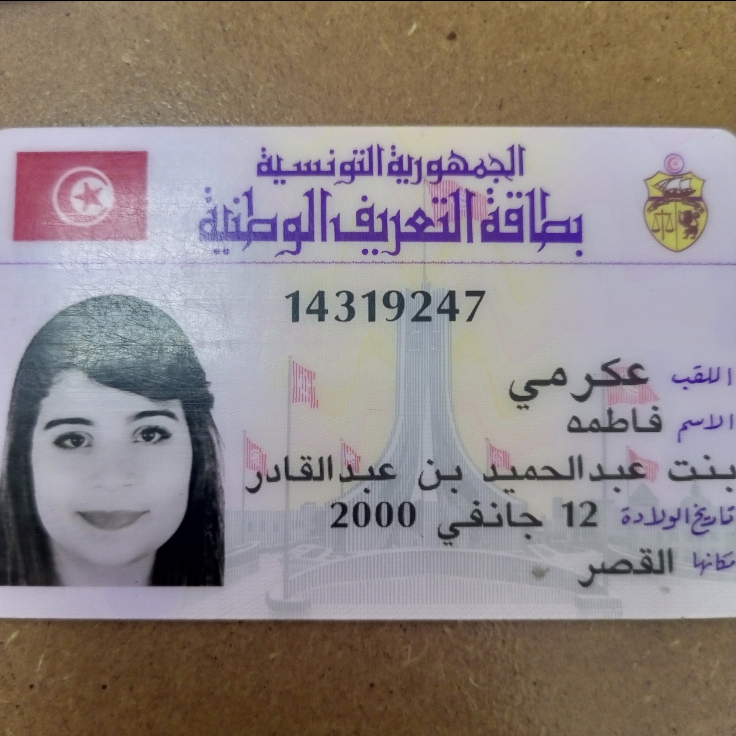 الجمهورية التونسية
بطاقة التعريف الوطنية
14319247
اللقب عكرمي
الاسم فاطمه
بنت عبدالحميد بن عبدالقادر
تاريخ الولادة 12 جانفي 2000
مكانها القصر